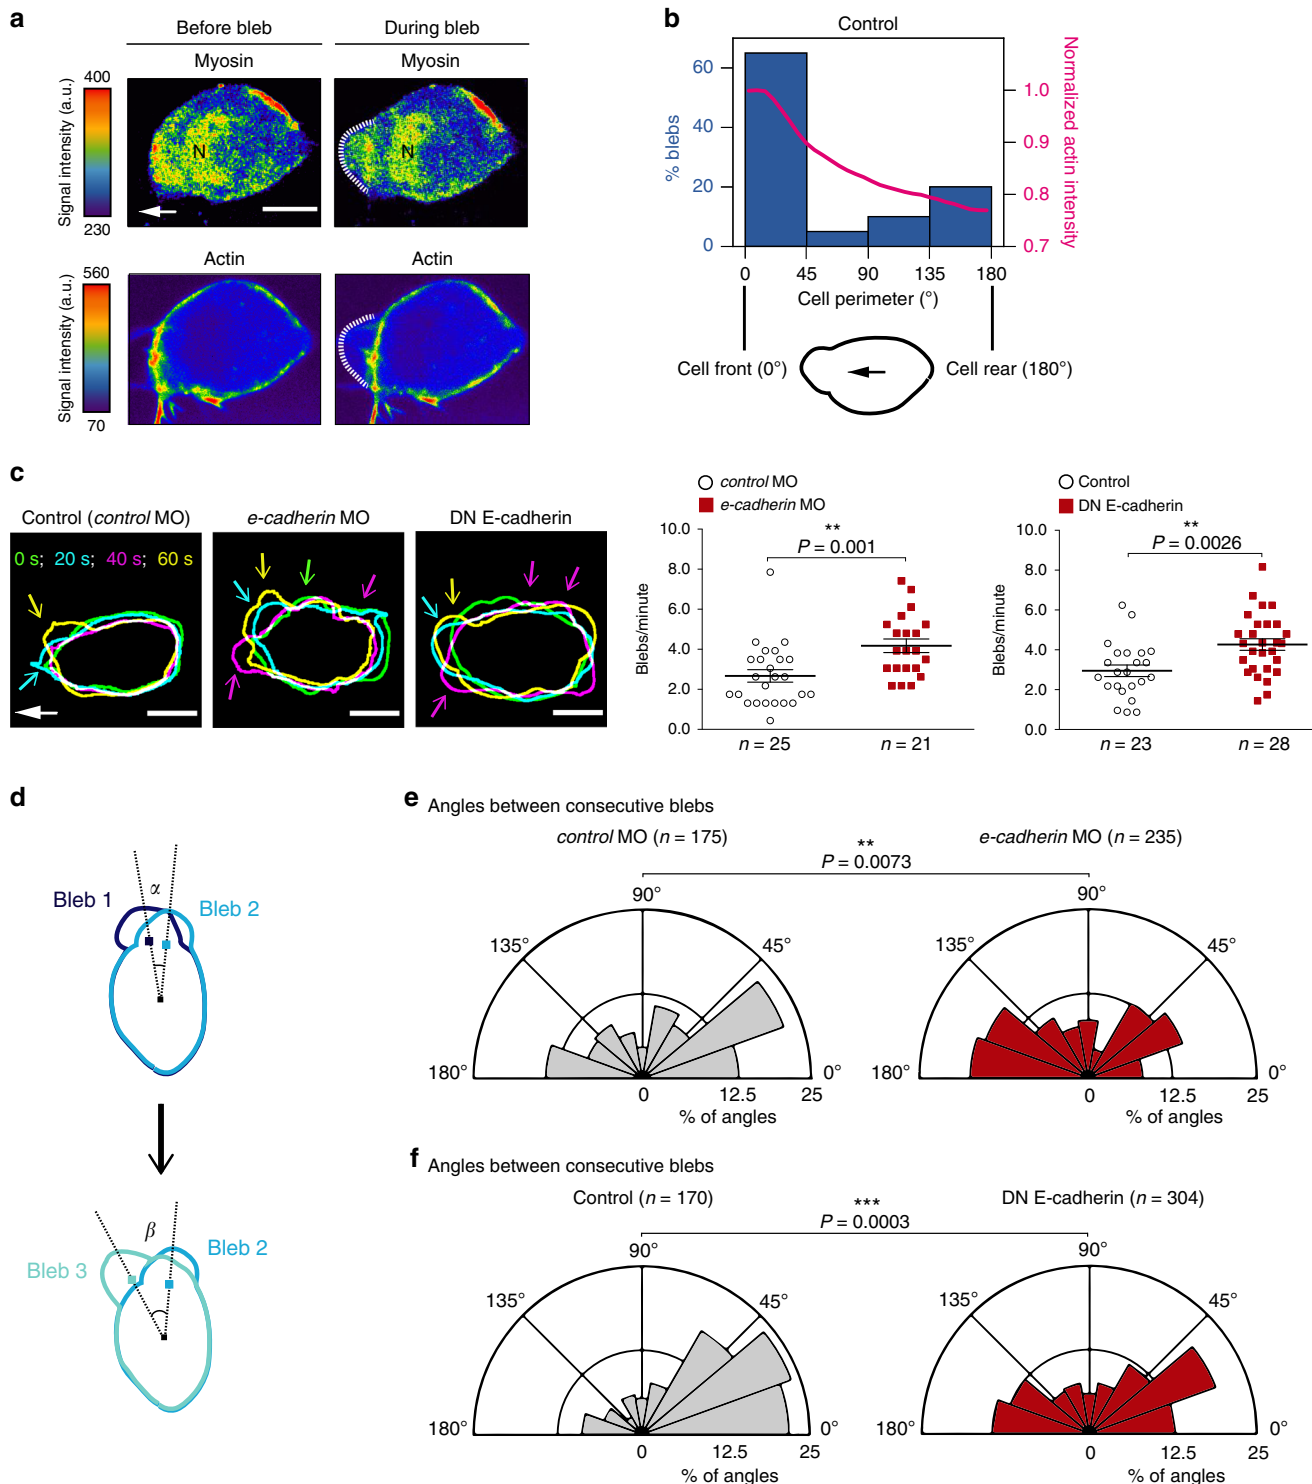 a
Before bleb
During bleb
Myosin
Myosin
Signal intensity (a.u.)
400
230
N
N
Actin
Actin
Signal intensity (a.u.)
560
70
b
Control
% blebs
60
40
20
0
Normalized actin intensity
1.0
0.9
0.8
0.7
0 45 90 135 180
Cell perimeter (°)
Cell front (0°)
Cell rear (180°)
c
Control (control MO)
e-cadherin MO
DN E-cadherin
0 s; 20 s; 40 s; 60 s
control MO
e-cadherin MO
**
P = 0.001
Blebs/minute
10.0
8.0
6.0
4.0
2.0
0.0
n = 25
n = 21
Control
DN E-cadherin
**
P = 0.0026
Blebs/minute
10.0
8.0
6.0
4.0
2.0
0.0
n = 23
n = 28
d
α
Bleb 1
Bleb 2
β
Bleb 2
Bleb 3
e
Angles between consecutive blebs
control MO (n = 175)
**
P = 0.0073
e-cadherin MO (n = 235)
90°
135°
45°
180°
0°
0 12.5 25
% of angles
90°
135°
45°
180°
0°
0 12.5 25
% of angles
f
Angles between consecutive blebs
Control (n = 170)
***
P = 0.0003
DN E-cadherin (n = 304)
90°
135°
45°
180°
0°
0 12.5 25
% of angles
90°
135°
45°
180°
0°
0 12.5 25
% of angles